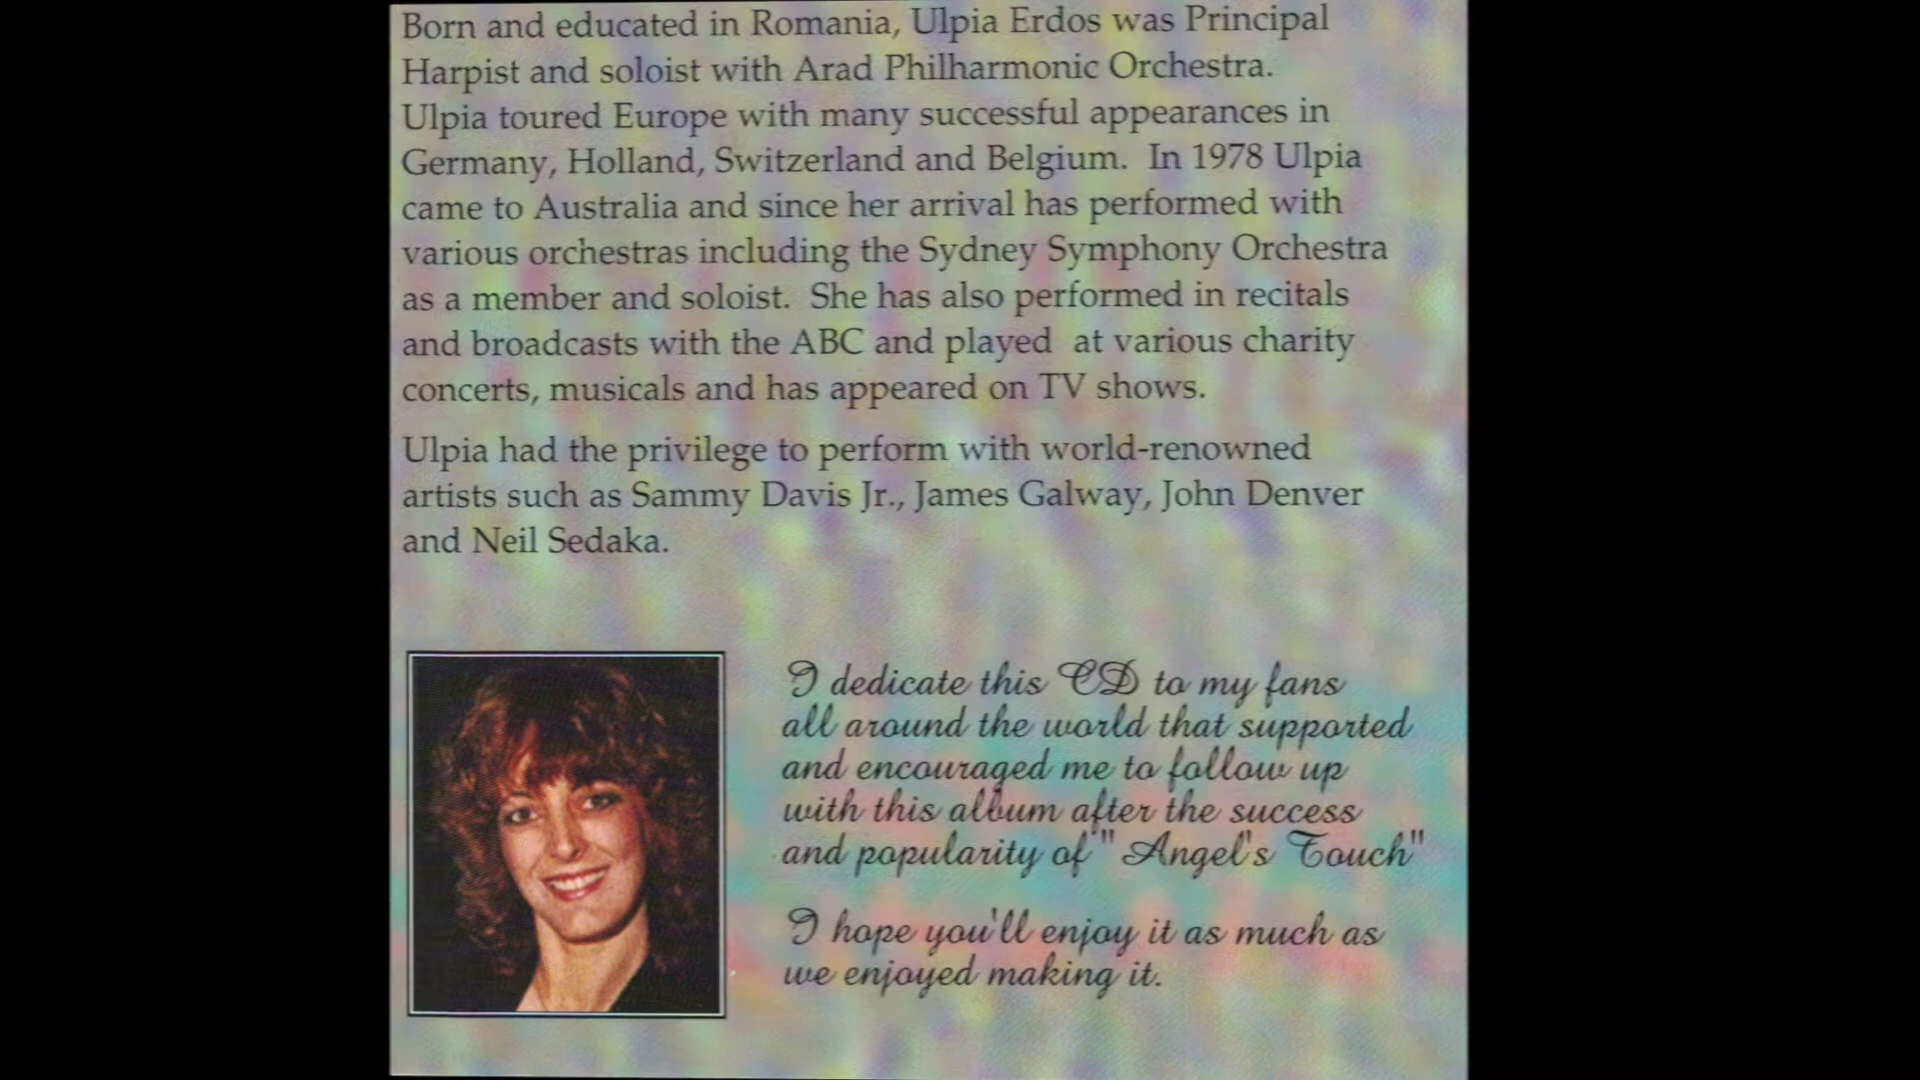 Born and educated in Romania, Ulpia Erdos was Principal
Harpist and soloist with Arad Philharmonic Orchestra.
Ulpia toured Europe with many successful appearances in
Germany, Holland, Switzerland and Belgium. In 1978 Ulpia
came to Australia and since her arrival has performed with
various orchestras including the Sydney Symphony Orchestra
as a member and soloist. She has also performed in recitals
and broadcasts with the ABC and played at various charity
concerts, musicals and has appeared on TV shows.
Ulpia had the privilege to perform with world-renowned
artists such as Sammy Davis Jr., James Galway, John Denver
and Neil Sedaka.
I dedicate this CD to my fans
all around the world that supported
and encouraged me to follow up
with this album after the success
and popularity of " Angel's Touch"
I hope you'll enjoy it as much as
we enjoyed making it.